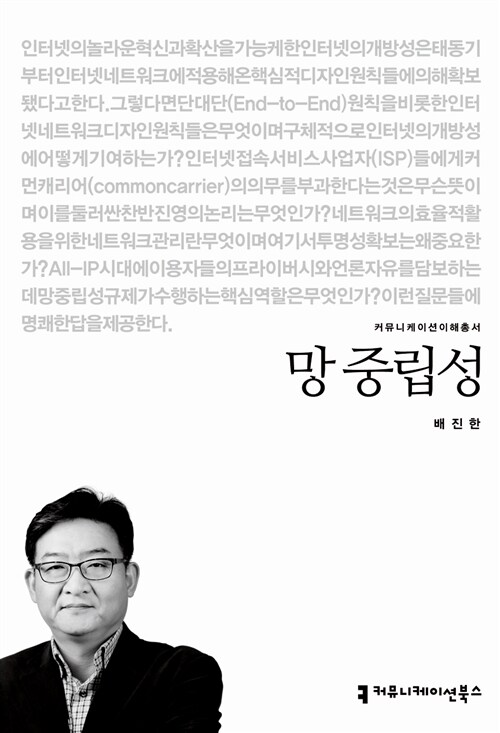 인터넷의놀라운혁신과확산을가능케한인터넷의개방성은태동기
부터인터넷네트워크에적용해온핵심적디자인원칙들에의해확보
됐다고한다.그렇다면단대단(End-to-End)원칙을비롯한인터
넷네트워크디자인원칙들은무엇이며구체적으로인터넷의개방성
에어떻게기여하는가?인터넷접속서비스사업자(ISP)들에게커
먼캐리어(commoncarrier)의의무를부과한다는것은무슨뜻이
며이를둘러싼찬반진영의논리는무엇인가?네트워크의효율적활
용을위한네트워크관리란무엇이며여기서투명성확보는왜중요한
가?All-IP시대에이용자들의프라이버시와언론자유를담보하는
데망중립성규제가수행하는핵심역할은무엇인가?이런질문들에
명쾌한답을제공한다.
커뮤니케이션이해총서
망 중립성
배진한
커뮤니케이션북스